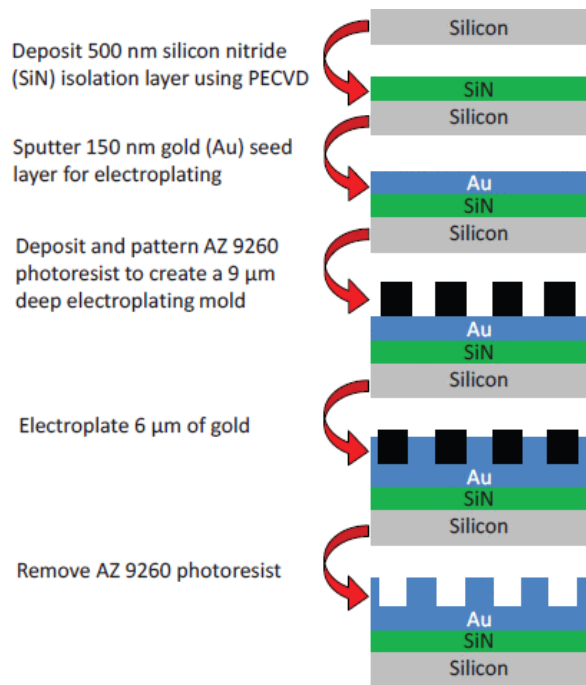 Silicon
Deposit 500 nm silicon nitride
(SiN) isolation layer using PECVD
SiN
Silicon
Sputter 150 nm gold (Au) seed
layer for electroplating
Au
SiN
Silicon
Deposit and pattern AZ 9260
photoresist to create a 9 µm
deep electroplating mold
Au
SiN
Silicon
Electroplate 6 µm of gold
Au
SiN
Silicon
Remove AZ 9260 photoresist
Au
SiN
Silicon